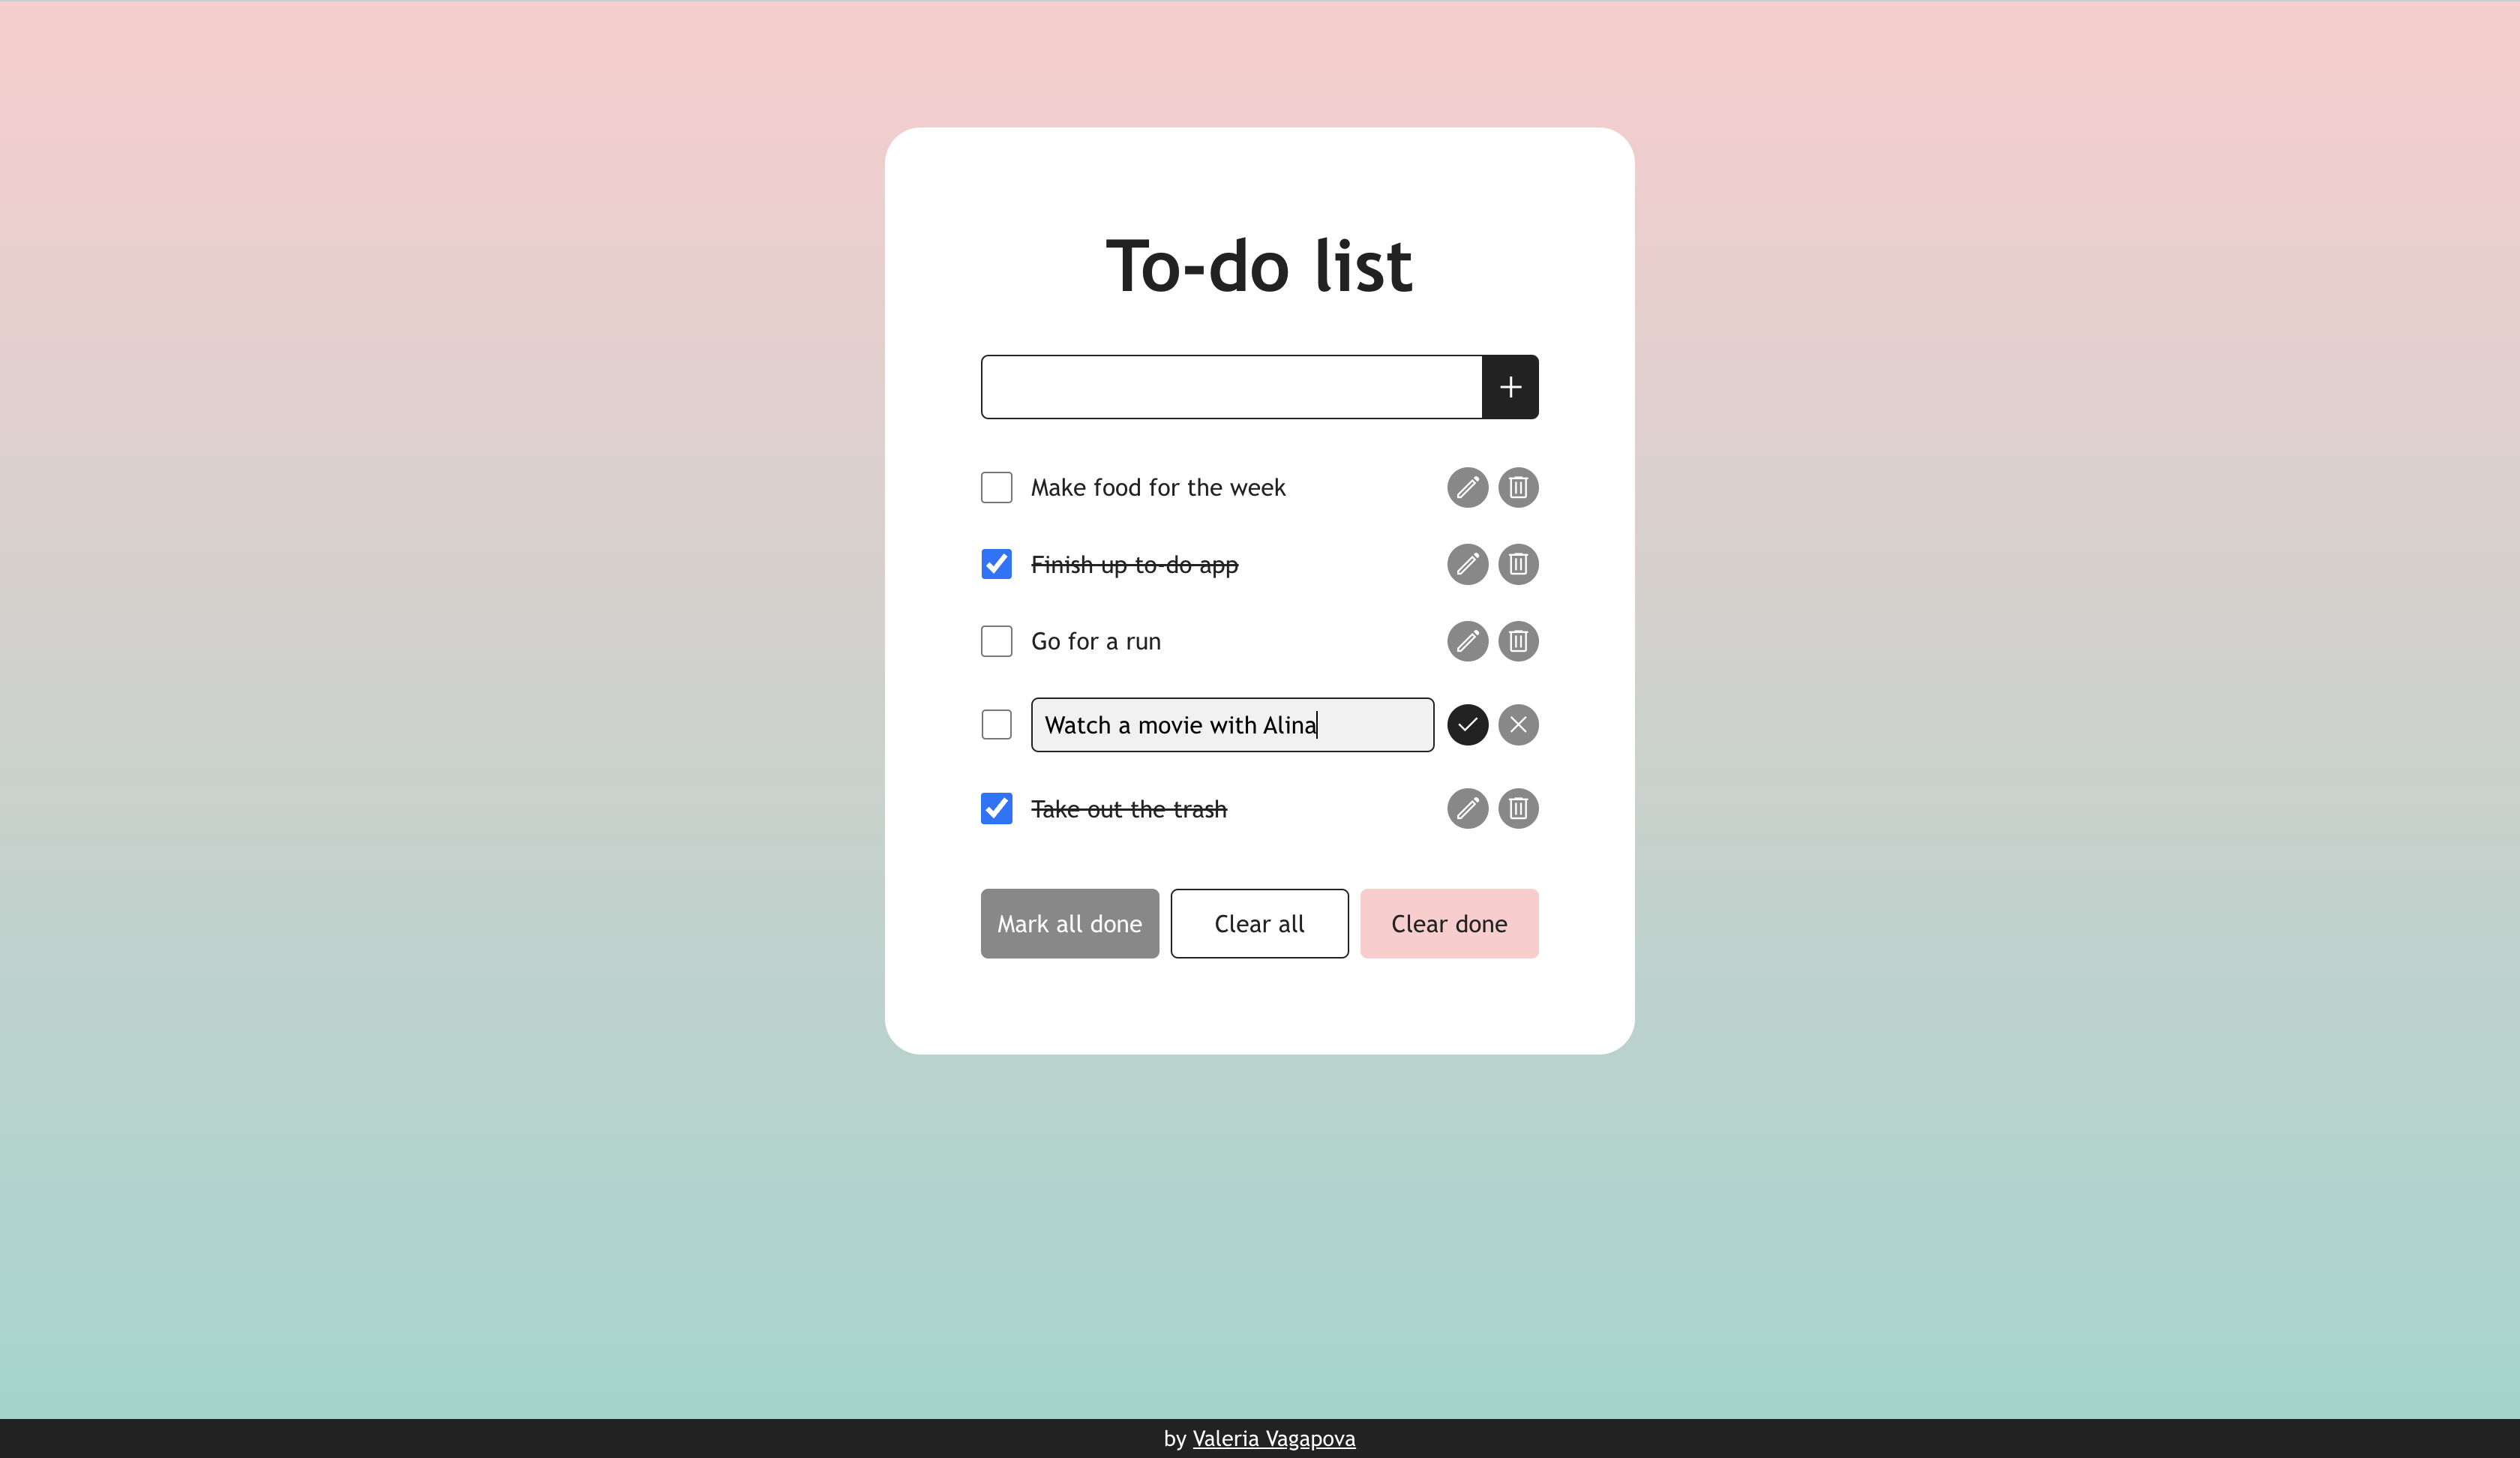 To-do list
Make food for the week
Finish up to-do app
Go for a run
Watch a movie with Alina
Take out the trash
Mark all done
Clear all
Clear done
by Valeria Vagapova